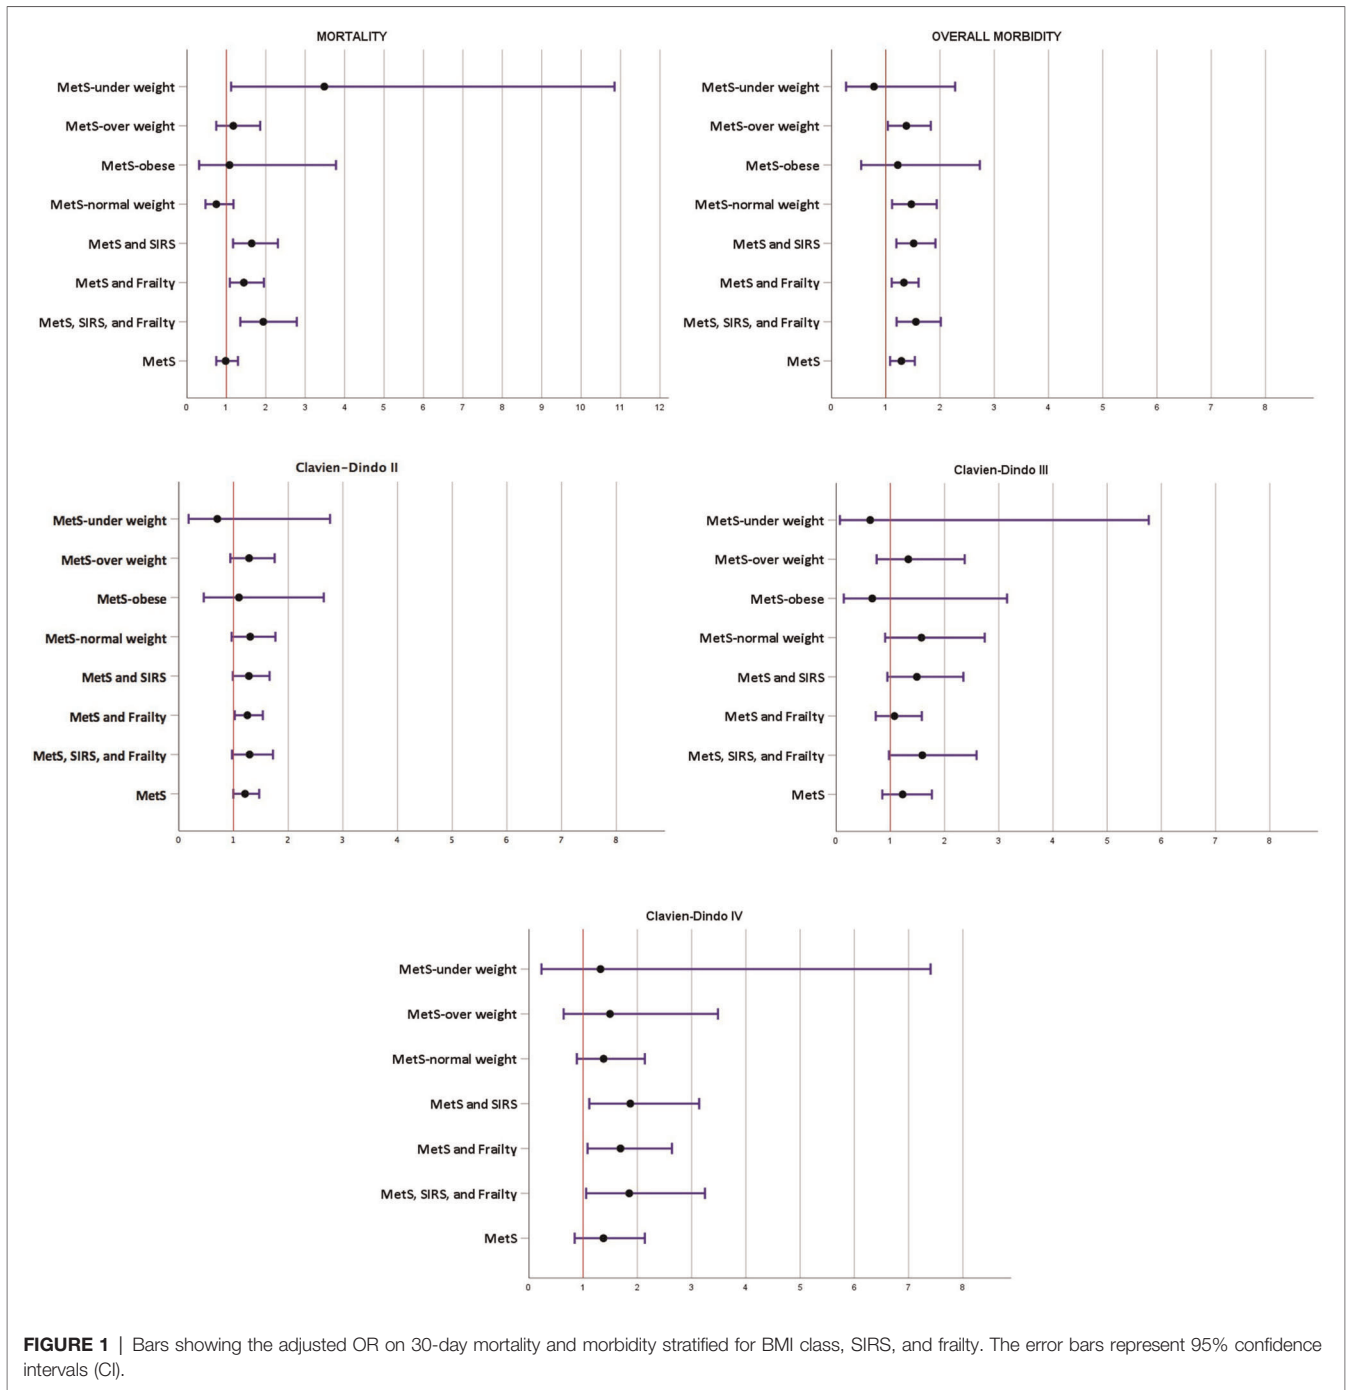 MORTALITY
MetS-under weight
MetS-over weight
MetS-obese
MetS-normal weight
MetS and SIRS
MetS and Frailty
MetS, SIRS, and Frailty
MetS
0 1 2 3 4 5 6 7 8 9 10 11 12
OVERALL MORBIDITY
MetS-under weight
MetS-over weight
MetS-obese
MetS-normal weight
MetS and SIRS
MetS and Frailty
MetS, SIRS, and Frailty
MetS
0 1 2 3 4 5 6 7 8
Clavien-Dindo II
MetS-under weight
MetS-over weight
MetS-obese
MetS-normal weight
MetS and SIRS
MetS and Frailty
MetS, SIRS, and Frailty
MetS
0 1 2 3 4 5 6 7 8
Clavien-Dindo III
MetS-under weight
MetS-over weight
MetS-obese
MetS-normal weight
MetS and SIRS
MetS and Frailty
MetS, SIRS, and Frailty
MetS
0 1 2 3 4 5 6 7 8
Clavien-Dindo IV
MetS-under weight
MetS-over weight
MetS-normal weight
MetS and SIRS
MetS and Frailty
MetS, SIRS, and Frailty
MetS
0 1 2 3 4 5 6 7 8
FIGURE 1 | Bars showing the adjusted OR on 30-day mortality and morbidity stratified for BMI class, SIRS, and frailty. The error bars represent 95% confidence
intervals (CI).